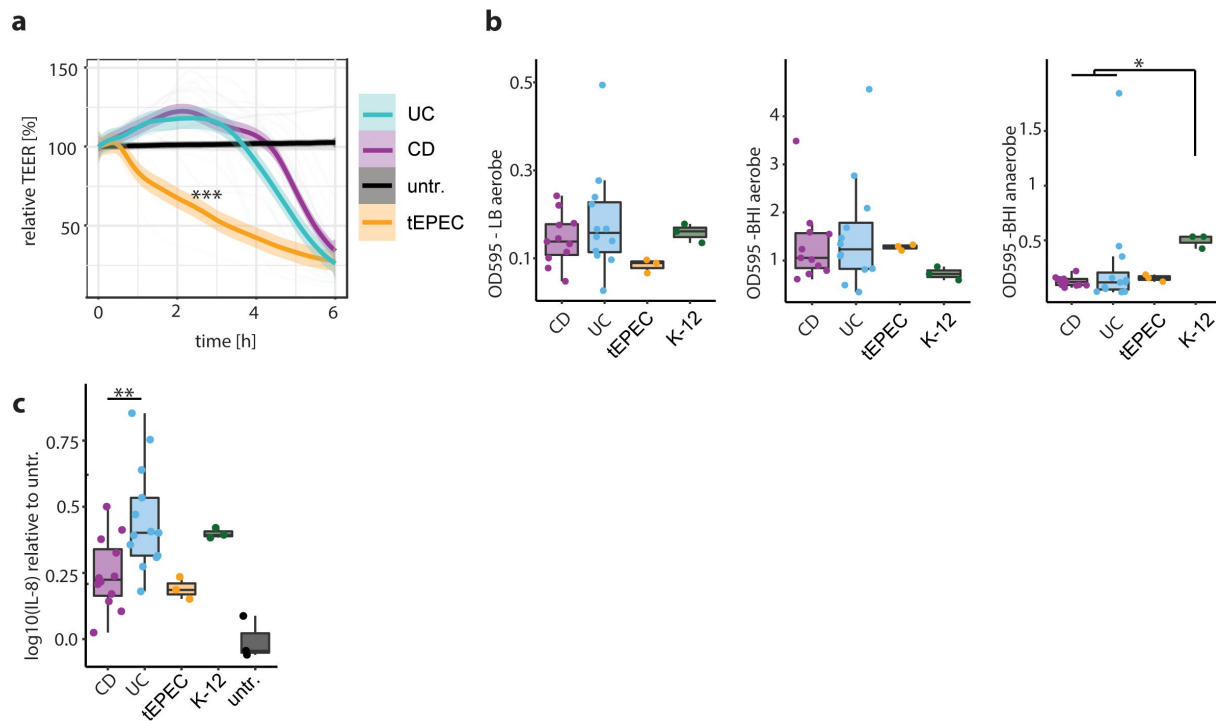 a
relative TEER [%]
150
100
50
0
2
4
6
time [h]
***
UC
CD
untr.
tEPEC
b
OD595 - LB aerobe
0.5
0.3
0.1
CD
UC
tEPEC
K-12
OD595 -BHI aerobe
4
3
2
1
CD
UC
tEPEC
K-12
OD595 -BHI anaerobe
1.5
1
0.5
*
CD
UC
tEPEC
K-12
c
log10(IL-8) relative to untr.
0.75
0.5
0.25
0.0
**
CD
UC
tEPEC
K-12
untr.